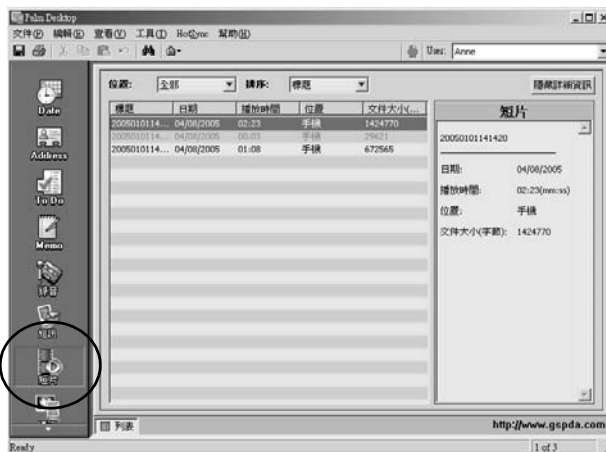 Palm Desktop
文件(F) 編輯(E) 查看(V) 工具(T) HotSync 幫助(H)
User: Anne
位置: 全部 排序: 標題 隱藏詳細資訊
標題 日期 播放時間 位置 文件大小(...
2005010114... 04/08/2005 02:23 手機 1424770
2005010114... 04/08/2005 00:03 手機 29621
2005010114... 04/08/2005 01:08 手機 672565
短片
20050101141420
日期: 04/08/2005
播放時間: 02:23(mm:ss)
位置: 手機
文件大小(字節): 1424770
Date
Address
To Do
Memo
錄音
短片
列表
http://www.gspda.com
Ready
1 of 3